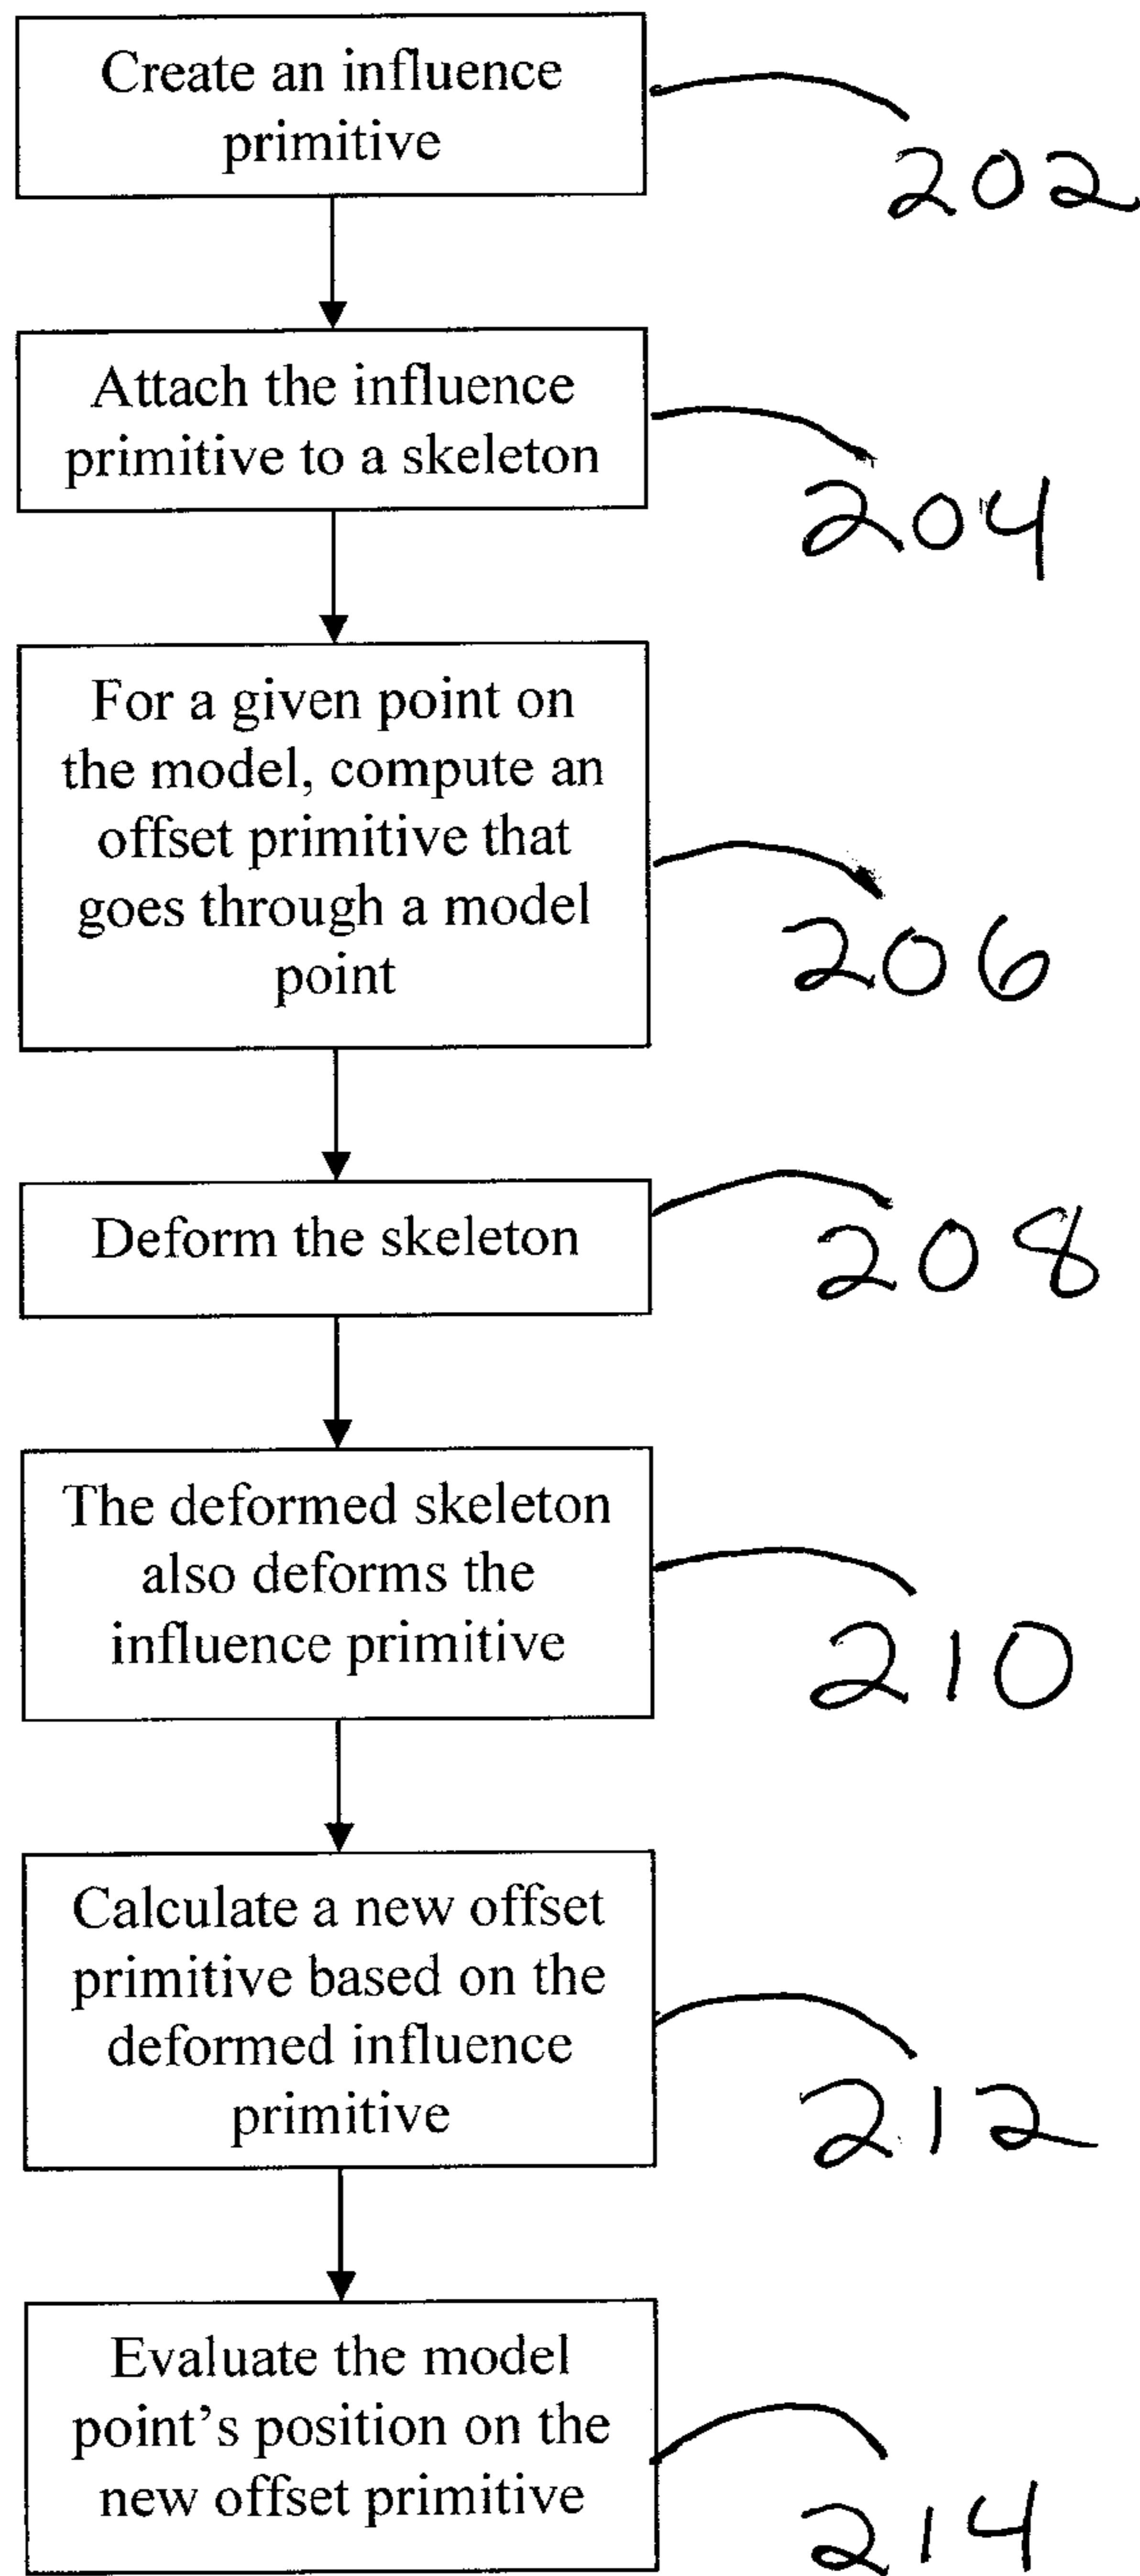 Create an influence
primitive
202
Attach the influence
primitive to a skeleton
204
For a given point on
the model, compute an
offset primitive that
goes through a model
point
206
Deform the skeleton
208
The deformed skeleton
also deforms the
influence primitive
210
Calculate a new offset
primitive based on the
deformed influence
primitive
212
Evaluate the model
point's position on the
new offset primitive
214